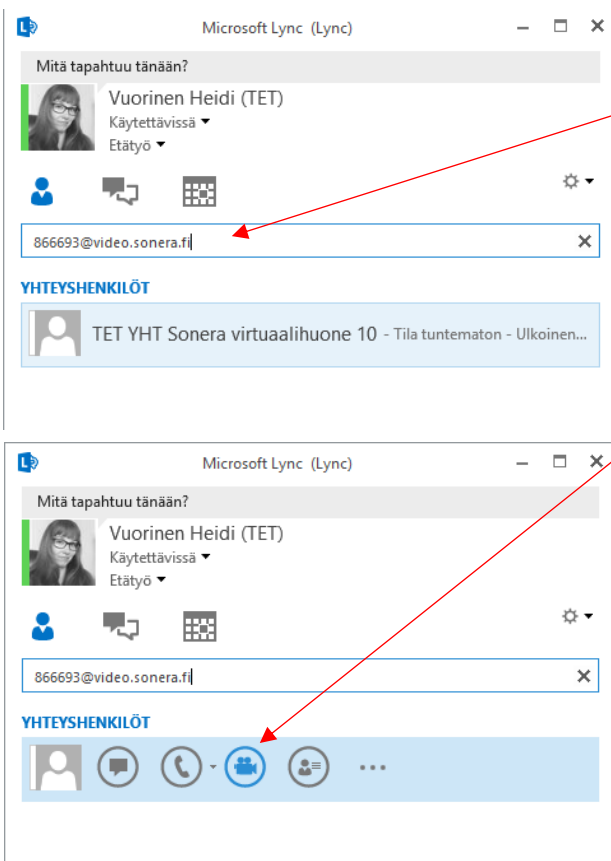 Microsoft Lync (Lync)
Mitä tapahtuu tänään?
Vuorinen Heidi (TET)
Käytettävissä
Etätyö
866693@video.sonera.fi
YHTEYSHENKILÖT
TET YHT Sonera virtuaalihuone 10 - Tila tuntematon - Ulkoinen...
Microsoft Lync (Lync)
Mitä tapahtuu tänään?
Vuorinen Heidi (TET)
Käytettävissä
Etätyö
866693@video.sonera.fi
YHTEYSHENKILÖT